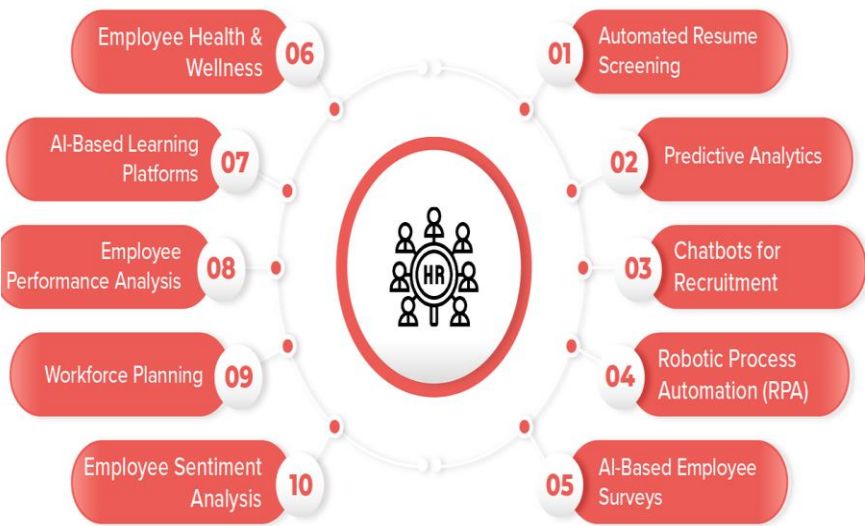 01
Automated Resume
Screening
02
Predictive Analytics
03
Chatbots for
Recruitment
04
Robotic Process
Automation (RPA)
05
AI-Based Employee
Surveys
Employee Health &
Wellness
06
AI-Based Learning
Platforms
07
Employee
Performance Analysis
08
Workforce Planning
09
Employee Sentiment
Analysis
10
HR